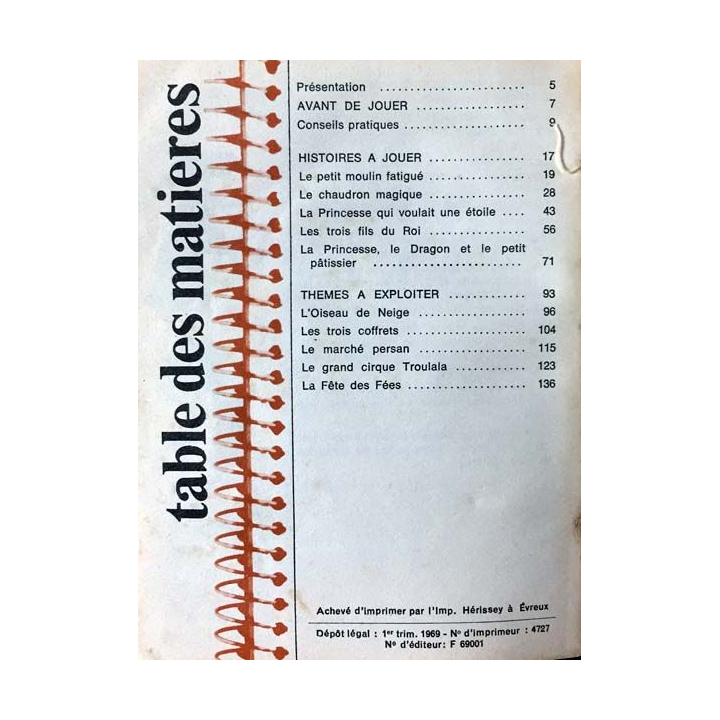 table des matieres
Présentation ........................ 5
AVANT DE JOUER .................. 7
Conseils pratiques .................... 9
HISTOIRES A JOUER ................ 17
Le petit moulin fatigué .............. 19
Le chaudron magique ................ 28
La Princesse qui voulait une étoile .... 43
Les trois fils du Roi ................ 56
La Princesse, le Dragon et le petit
pâtissier ...................... 71
THEMES A EXPLOITER ............. 93
L'Oiseau de Neige .................. 96
Les trois coffrets .................... 104
Le marché persan .................. 115
Le grand cirque Troulala ............ 123
La Fête des Fées .................... 136
Achevé d'imprimer par l'Imp. Hérissey à Évreux
Dépôt légal : 1er trim. 1969 - No d'imprimeur : 4727
No d'éditeur: F 69001